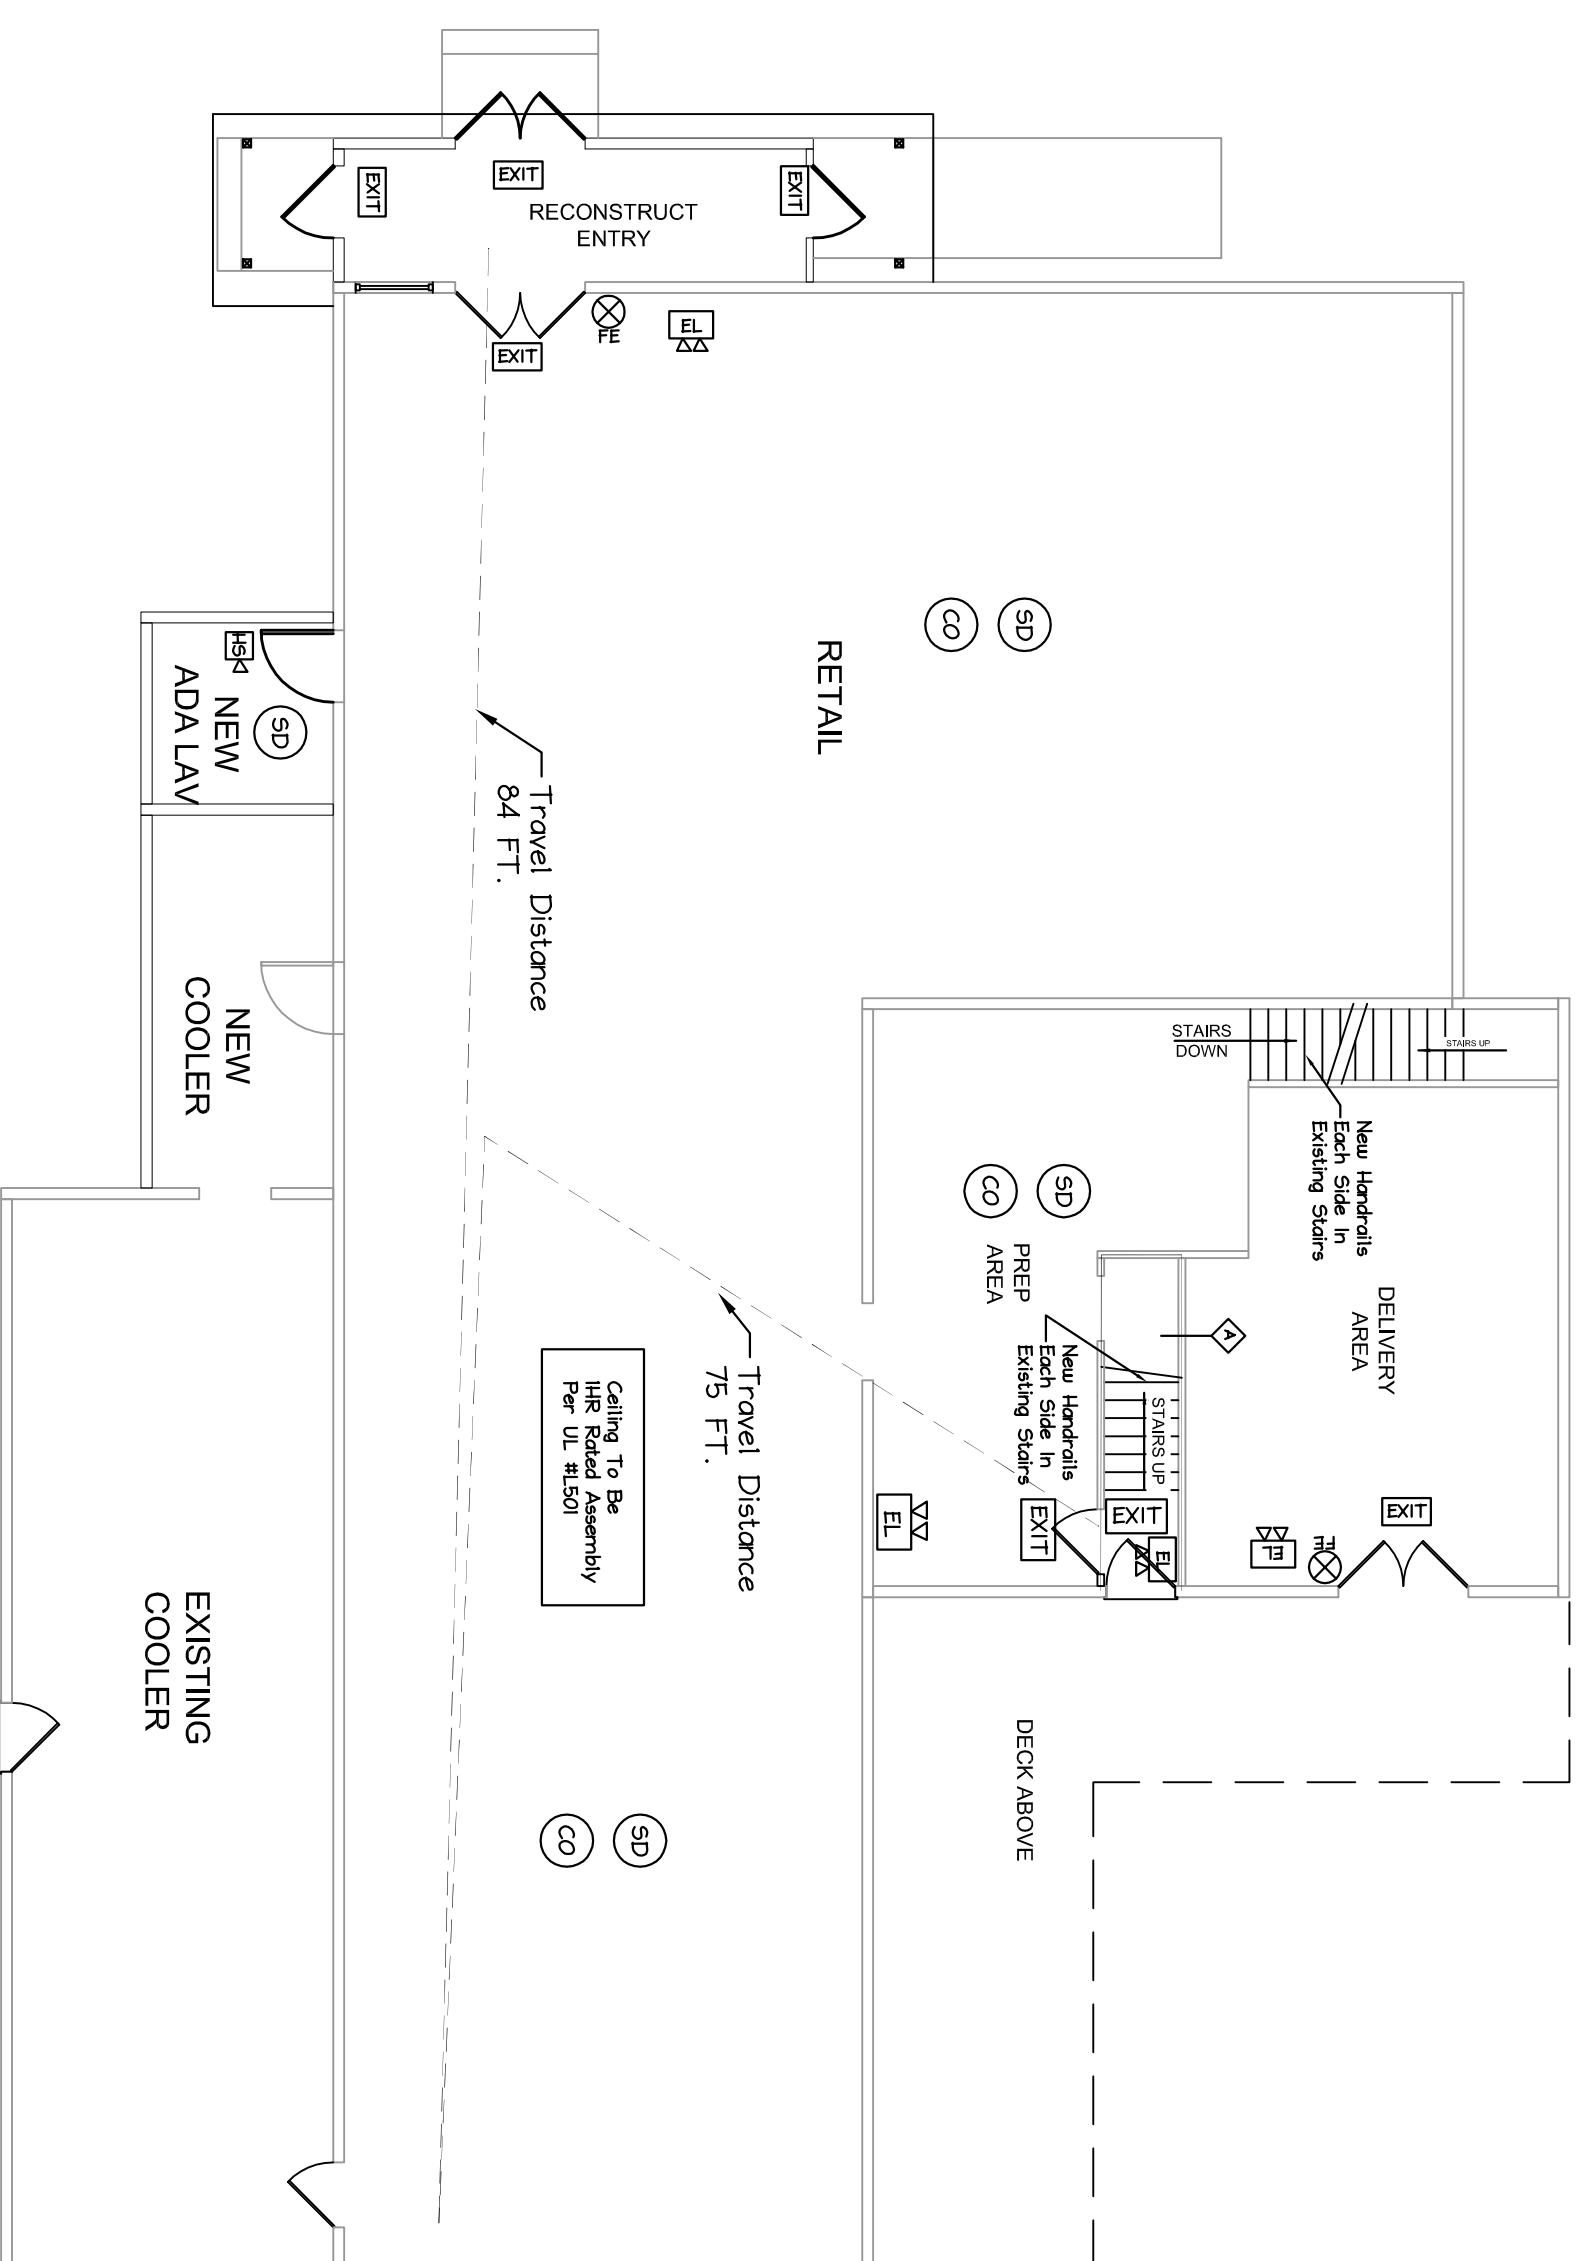 EXIT
EXIT
EXIT
RECONSTRUCT
ENTRY
FE
EL
EXIT
CO
SD
RETAIL
HS
NEW
ADA LAV
SD
Travel Distance
84 FT.
NEW
COOLER
STAIRS
DOWN
STAIRS UP
New Handrails
Each Side In
Existing Stairs
CO
SD
PREP
AREA
DELIVERY
AREA
A
New Handrails
Each Side In
Existing Stairs
STAIRS UP
Travel Distance
75 FT.
Ceiling To Be
1HR Rated Assembly
Per UL #L501
EL
EXIT
EXIT
EL
EL
FE
EXIT
EXISTING
COOLER
DECK ABOVE
CO
SD